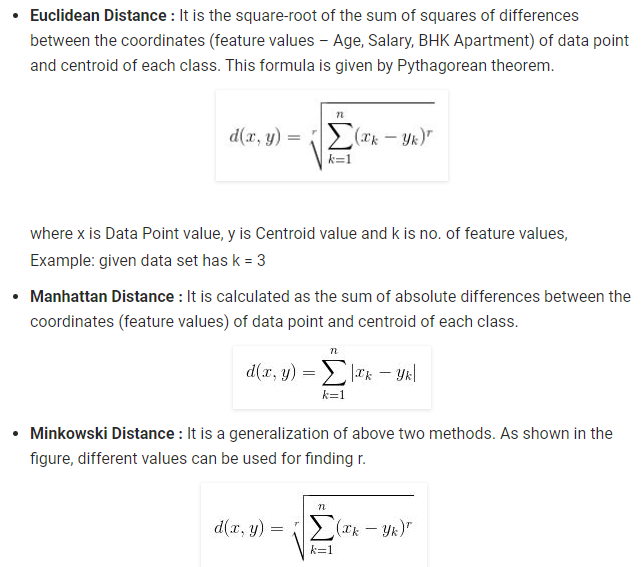 • Euclidean Distance : It is the square-root of the sum of squares of differences
between the coordinates (feature values – Age, Salary, BHK Apartment) of data point
and centroid of each class. This formula is given by Pythagorean theorem.
d(x, y) = \sqrt[r]{\sum_{k=1}^{n} (x_k - y_k)^r}
where x is Data Point value, y is Centroid value and k is no. of feature values,
Example: given data set has k = 3
• Manhattan Distance : It is calculated as the sum of absolute differences between the
coordinates (feature values) of data point and centroid of each class.
d(x, y) = \sum_{k=1}^{n} |x_k - y_k|
• Minkowski Distance : It is a generalization of above two methods. As shown in the
figure, different values can be used for finding r.
d(x, y) = \sqrt[r]{\sum_{k=1}^{n} (x_k - y_k)^r}